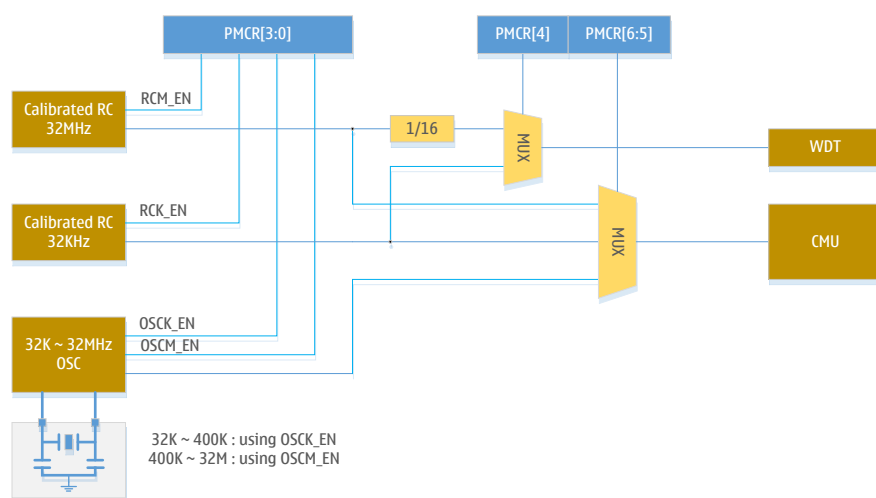 PMCR[3:0]
PMCR[4]
PMCR[6:5]
RCM_EN
Calibrated RC
32MHz
1/16
MUX
WDT
RCK_EN
Calibrated RC
32KHz
MUX
CMU
OSCK_EN
OSCM_EN
32K ~ 32MHz
OSC
32K ~ 400K : using OSCK_EN
400K ~ 32M : using OSCM_EN